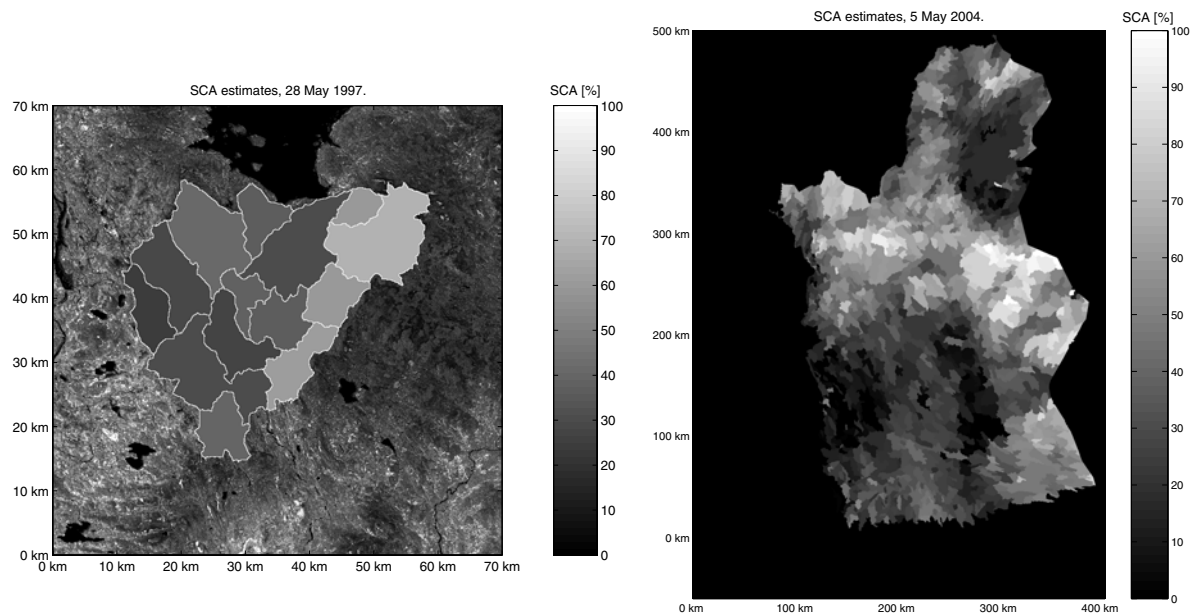 SCA estimates, 28 May 1997.
SCA [%]
70 km
60 km
50 km
40 km
30 km
20 km
10 km
0 km
0 km 10 km 20 km 30 km 40 km 50 km 60 km 70 km
100
90
80
70
60
50
40
30
20
10
0
SCA estimates, 5 May 2004.
SCA [%]
500 km
400 km
300 km
200 km
100 km
0 km
0 km 100 km 200 km 300 km 400 km
100
90
80
70
60
50
40
30
20
10
0